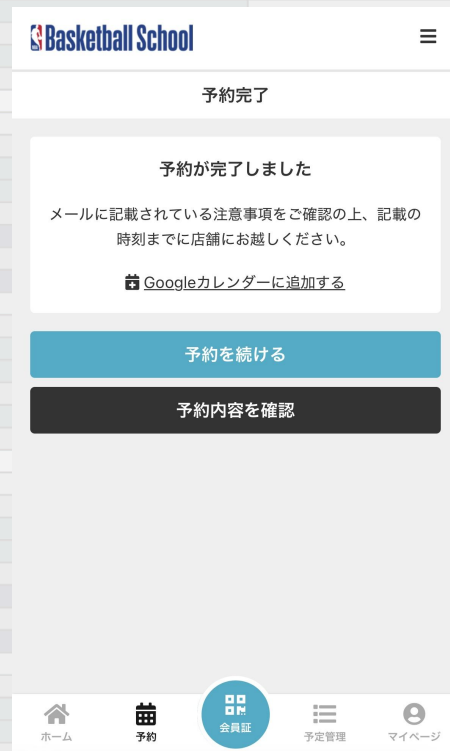 Basketball School
予約完了
予約が完了しました
メールに記載されている注意事項をご確認の上、記載の
時刻までに店舗にお越しください。
Googleカレンダーに追加する
予約を続ける
予約内容を確認
ホーム
予約
会員証
予定管理
マイページ